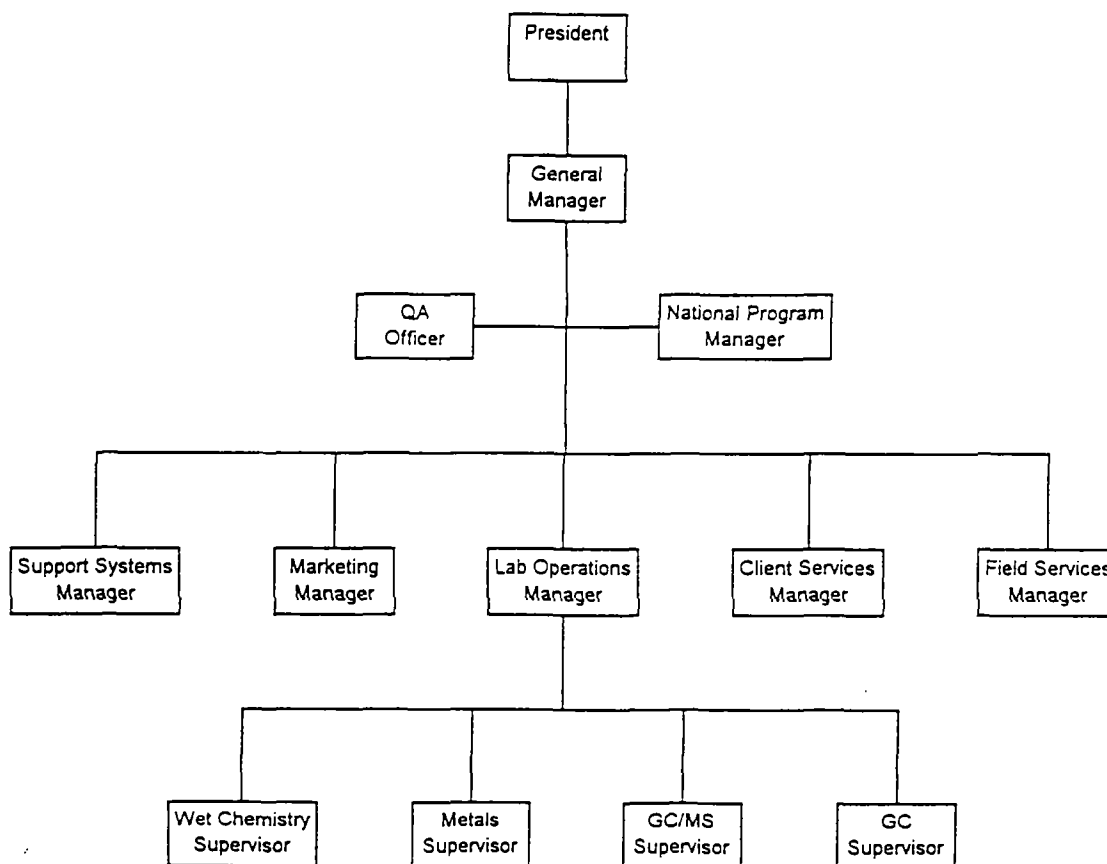 President
General
Manager
QA
Officer
National Program
Manager
Support Systems
Manager
Marketing
Manager
Lab Operations
Manager
Client Services
Manager
Field Services
Manager
Wet Chemistry
Supervisor
Metals
Supervisor
GC/MS
Supervisor
GC
Supervisor